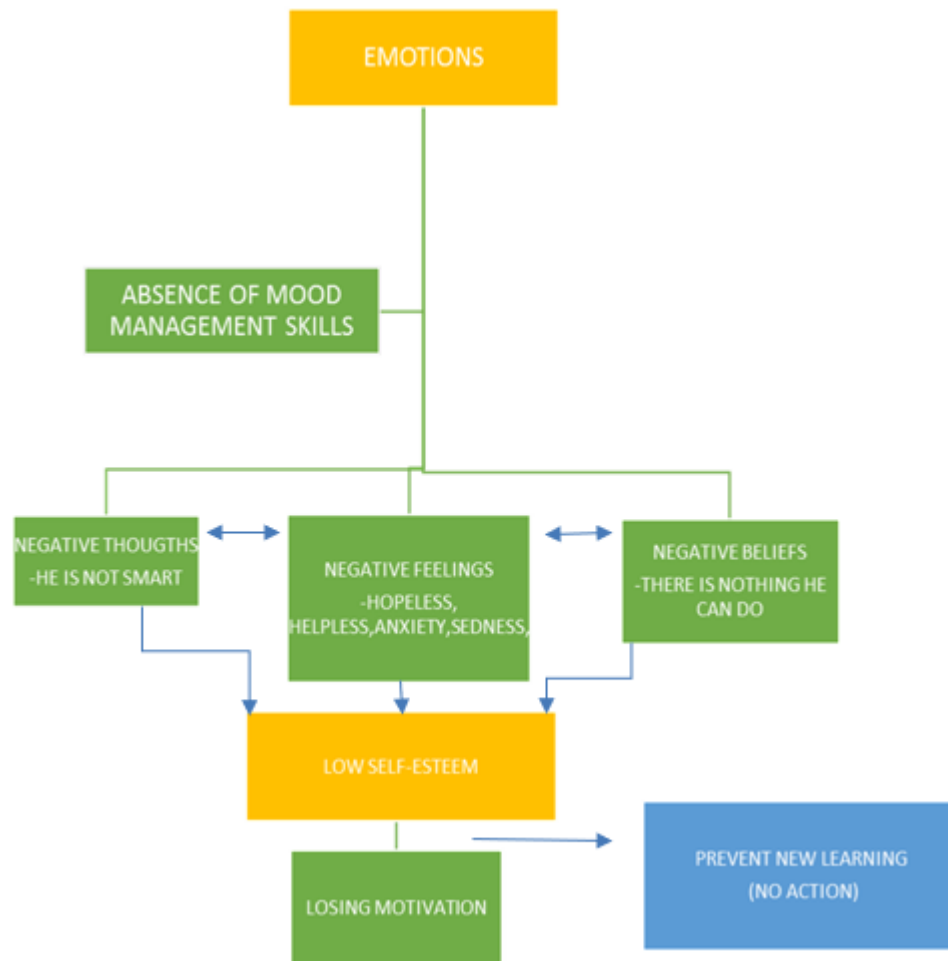 EMOTIONS
ABSENCE OF MOOD
MANAGEMENT SKILLS
NEGATIVE THOUGTHS
-HE IS NOT SMART
NEGATIVE FEELINGS
-HOPELESS,
HELPLESS,ANXIETY,SEDNESS,
NEGATIVE BELIEFS
-THERE IS NOTHING HE
CAN DO
LOW SELF-ESTEEM
LOSING MOTIVATION
PREVENT NEW LEARNING
(NO ACTION)